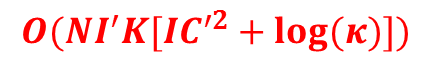 O(NI′K[IC′² + log(κ)])